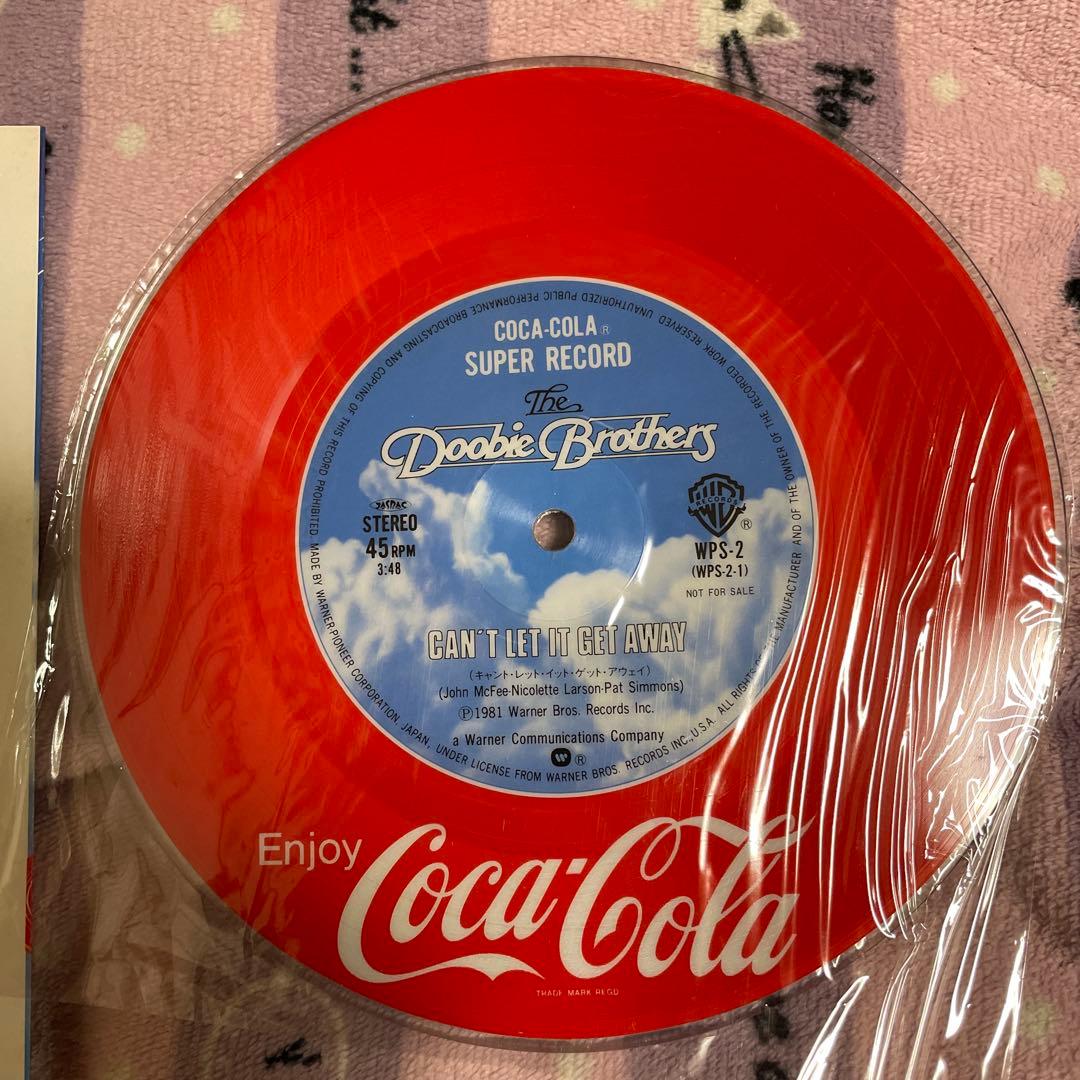 COCA-COLA®
SUPER RECORD
The
Doobie Brothers
JASRAC
STEREO
45 RPM
3:48
W RECORDS ®
WPS-2
(WPS-2-1)
NOT FOR SALE
CAN'T LET IT GET AWAY
(キャント・レット・イット・ゲット・アウェイ)
(John McFee-Nicolette Larson-Pat Simmons)
Ⓟ1981 Warner Bros. Records Inc.
a Warner Communications Company
®
MADE BY WARNER-PIONEER CORPORATION JAPAN, UNDER LICENSE FROM WARNER BROS. RECORDS INC., U.S.A. ALL RIGHTS OF THE MANUFACTURER AND OF THE OWNER OF THE RECORDED WORK RESERVED UNAUTHORIZED PUBLIC PERFORMANCE BROADCASTING AND COPYING OF THIS RECORD PROHIBITED.
Enjoy
Coca-Cola
TRADE MARK REGD